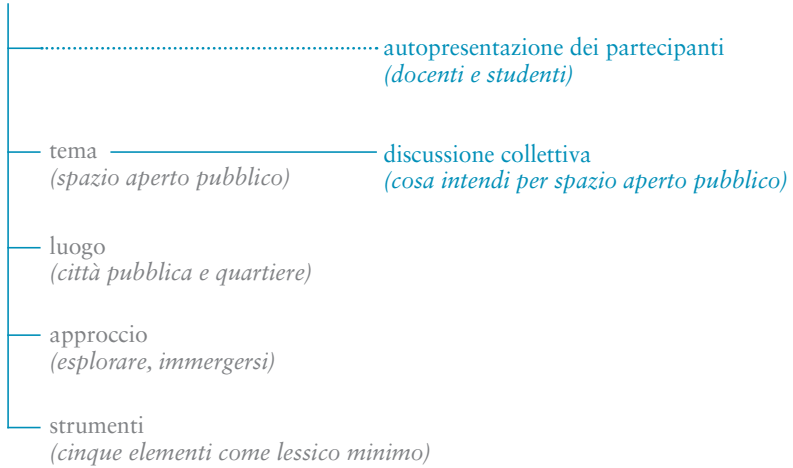 autopresentazione dei partecipanti
(docenti e studenti)
tema
(spazio aperto pubblico)
discussione collettiva
(cosa intendi per spazio aperto pubblico)
luogo
(città pubblica e quartiere)
approccio
(esplorare, immergersi)
strumenti
(cinque elementi come lessico minimo)